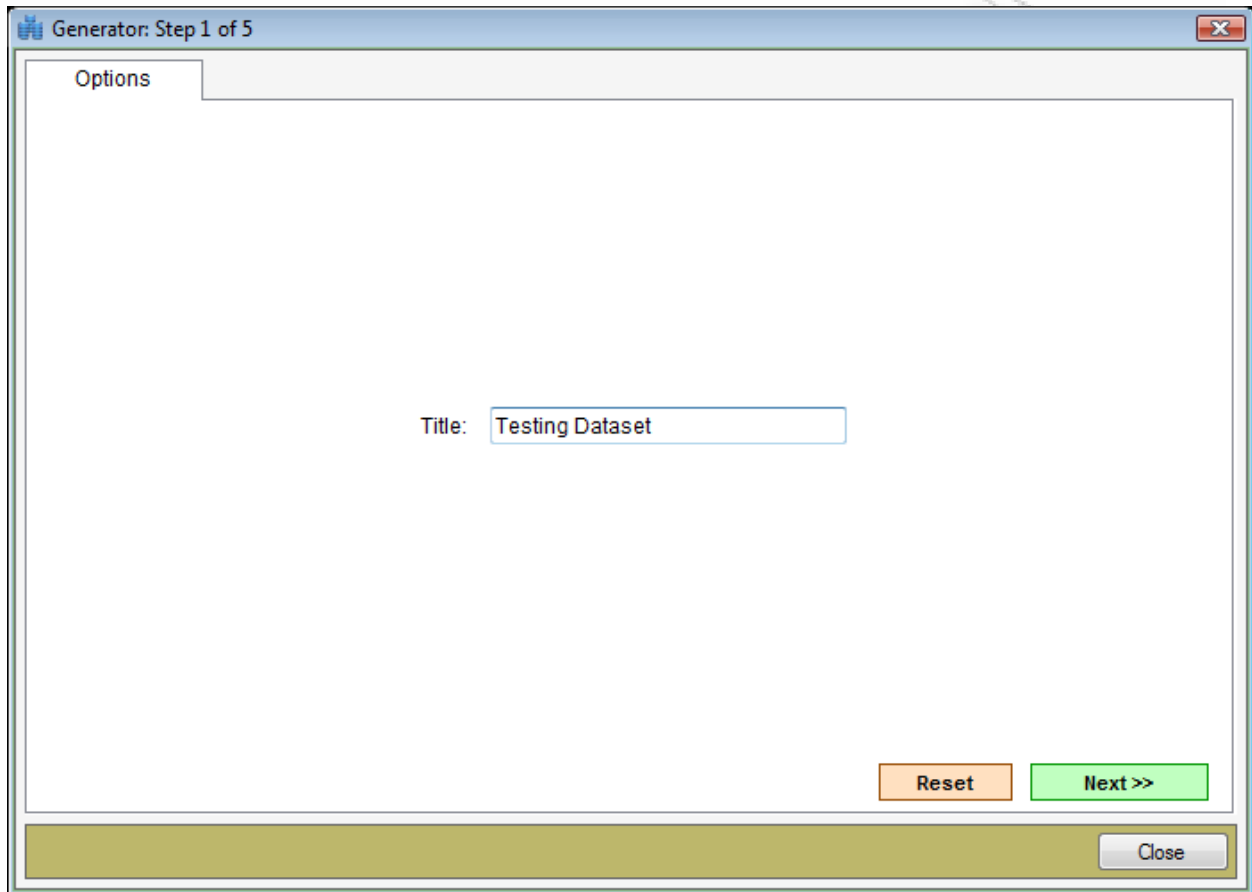 Generator: Step 1 of 5
Options
Title: Testing Dataset
Reset Next >>
Close